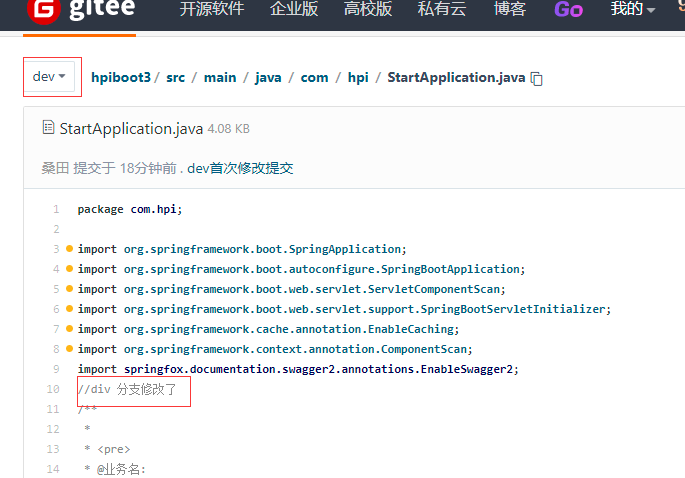 gitee 开源软件 企业版 高校版 私有云 博客 Go 我的
dev hpiboot3 / src / main / java / com / hpi / StartApplication.java
StartApplication.java 4.08 KB
桑田 提交于 18分钟前 . dev首次修改提交
1 package com.hpi;
2
3 import org.springframework.boot.SpringApplication;
4 import org.springframework.boot.autoconfigure.SpringBootApplication;
5 import org.springframework.boot.web.servlet.ServletComponentScan;
6 import org.springframework.boot.web.servlet.support.SpringBootServletInitializer;
7 import org.springframework.cache.annotation.EnableCaching;
8 import org.springframework.context.annotation.ComponentScan;
9 import springfox.documentation.swagger2.annotations.EnableSwagger2;
10 //div 分支修改了
11 /**
12 *
13 * <pre>
14 * @业务名: